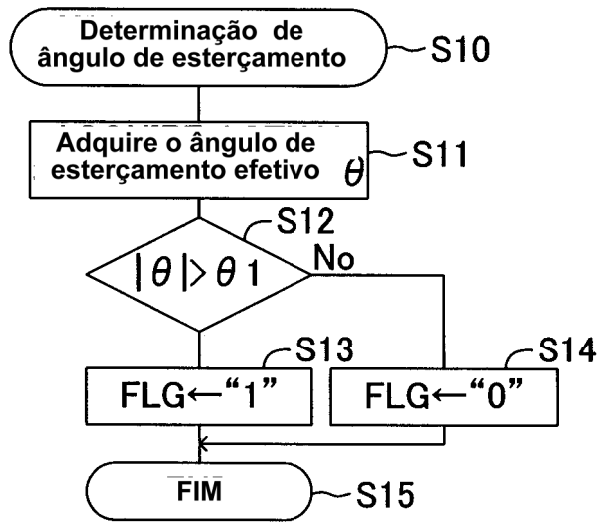 Determinação de
ângulo de esterçamento
S10
Adquire o ângulo de
esterçamento efetivo θ
S11
S12
|θ|> θ 1
No
S13
FLG←“1”
S14
FLG←“0”
FIM
S15